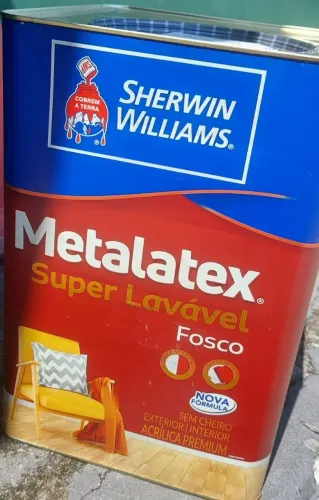 COBREM
A TERRA
SHERWIN
WILLIAMS®
Metalatex®
Super Lavável
Fosco
NOVA
FÓRMULA
SEM CHEIRO
EXTERIOR | INTERIOR
ACRÍLICA PREMIUM